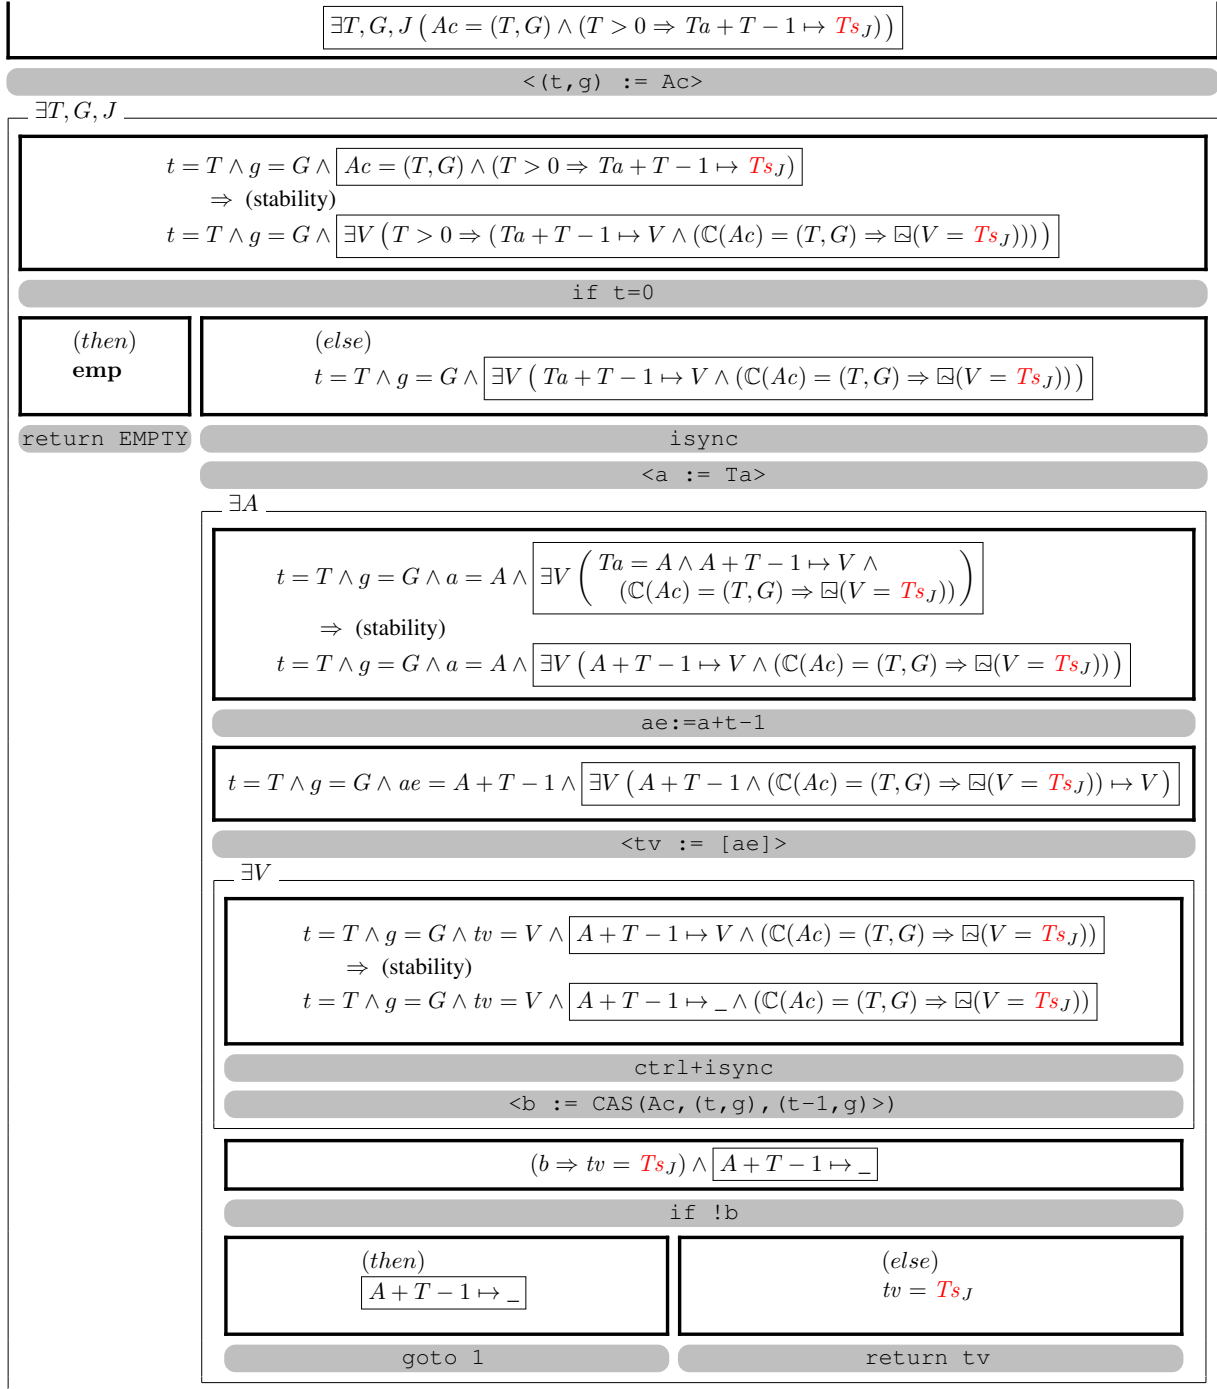 ∃T, G, J ( Ac = (T, G) ∧ (T > 0 ⇒ Ta + T − 1 ↦ Ts_J) )
<(t,g) := Ac>
∃T, G, J
t = T ∧ g = G ∧ Ac = (T, G) ∧ (T > 0 ⇒ Ta + T − 1 ↦ Ts_J)
⇒ (stability)
t = T ∧ g = G ∧ ∃V ( T > 0 ⇒ (Ta + T − 1 ↦ V ∧ (ℂ(Ac) = (T, G) ⇒ ⊟(V = Ts_J))) )
if t=0
(then)
emp
return EMPTY
(else)
t = T ∧ g = G ∧ ∃V ( Ta + T − 1 ↦ V ∧ (ℂ(Ac) = (T, G) ⇒ ⊟(V = Ts_J)) )
isync
<a := Ta>
∃A
t = T ∧ g = G ∧ a = A ∧ ∃V ( Ta = A ∧ A + T − 1 ↦ V ∧
(ℂ(Ac) = (T, G) ⇒ ⊟(V = Ts_J)) )
⇒ (stability)
t = T ∧ g = G ∧ a = A ∧ ∃V ( A + T − 1 ↦ V ∧ (ℂ(Ac) = (T, G) ⇒ ⊟(V = Ts_J)) )
ae:=a+t-1
t = T ∧ g = G ∧ ae = A + T − 1 ∧ ∃V ( A + T − 1 ∧ (ℂ(Ac) = (T, G) ⇒ ⊟(V = Ts_J)) ↦ V )
<tv := [ae]>
∃V
t = T ∧ g = G ∧ tv = V ∧ A + T − 1 ↦ V ∧ (ℂ(Ac) = (T, G) ⇒ ⊟(V = Ts_J))
⇒ (stability)
t = T ∧ g = G ∧ tv = V ∧ A + T − 1 ↦ _ ∧ (ℂ(Ac) = (T, G) ⇒ ⊟(V = Ts_J))
ctrl+isync
<b := CAS(Ac,(t,g),(t-1,g)>)
(b ⇒ tv = Ts_J) ∧ A + T − 1 ↦ _
if !b
(then)
A + T − 1 ↦ _
goto 1
(else)
tv = Ts_J
return tv